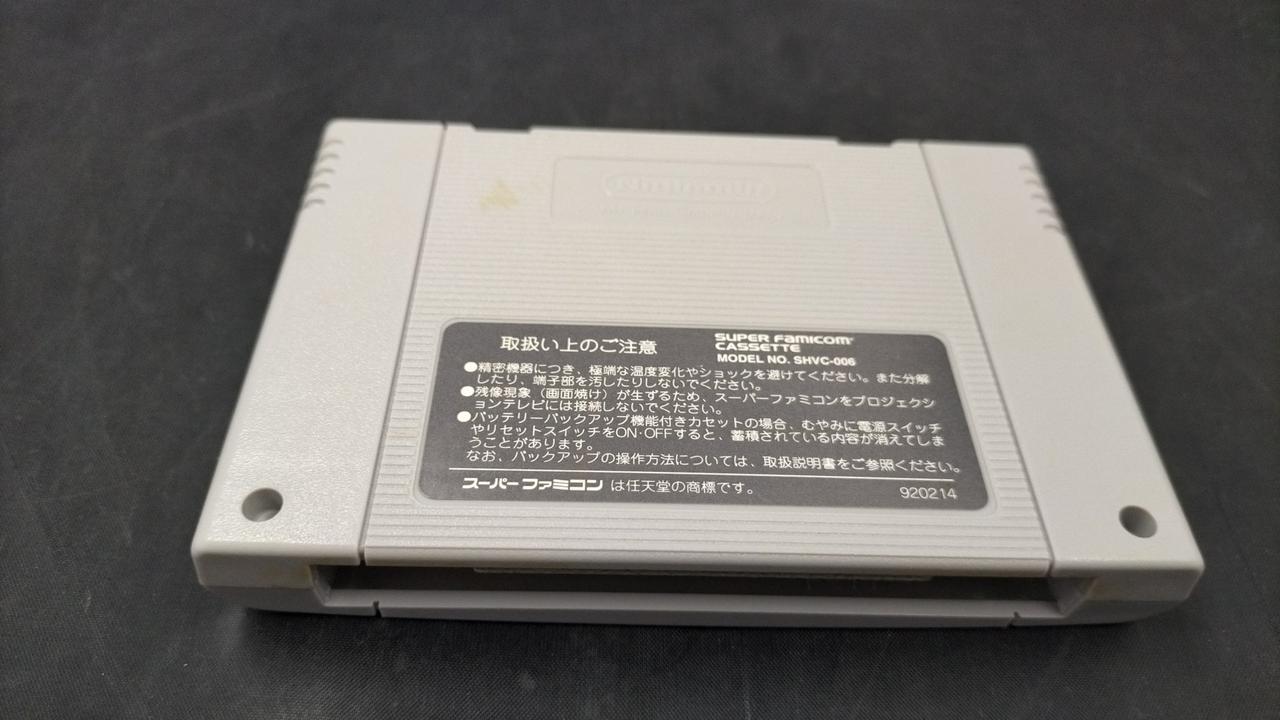 Nintendo
取扱い上のご注意
SUPER FAMICOM
CASSETTE
MODEL NO. SHVC-006
●精密機器につき、極端な温度変化やショックを避けてください。また分解
したり、端子部を汚したりしないでください。
●残像現象（画面焼け）が生ずるため、スーパーファミコンをプロジェクシ
ョンテレビには接続しないでください。
●バッテリーバックアップ機能付きカセットの場合、むやみに電源スイッチ
やリセットスイッチをON·OFFすると、蓄積されている内容が消えてしま
うことがあります。
なお、バックアップの操作方法については、取扱説明書をご参照ください。
スーパーファミコン は任天堂の商標です。
920214